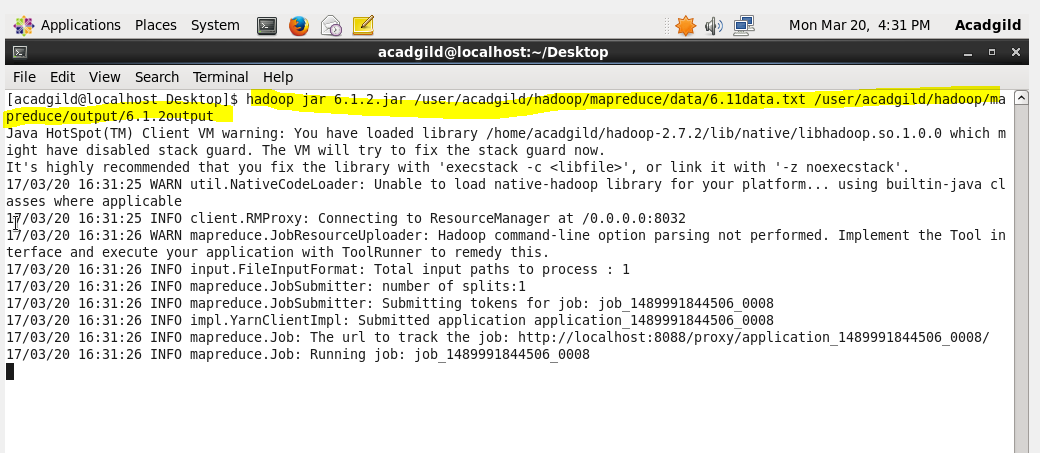 Applications Places System Mon Mar 20, 4:31 PM Acadgild
acadgild@localhost:~/Desktop
File Edit View Search Terminal Help
[acadgild@localhost Desktop]$ hadoop jar 6.1.2.jar /user/acadgild/hadoop/mapreduce/data/6.11data.txt /user/acadgild/hadoop/ma
preduce/output/6.1.2output
Java HotSpot(TM) Client VM warning: You have loaded library /home/acadgild/hadoop-2.7.2/lib/native/libhadoop.so.1.0.0 which m
ight have disabled stack guard. The VM will try to fix the stack guard now.
It's highly recommended that you fix the library with 'execstack -c <libfile>', or link it with '-z noexecstack'.
17/03/20 16:31:25 WARN util.NativeCodeLoader: Unable to load native-hadoop library for your platform... using builtin-java cl
asses where applicable
17/03/20 16:31:25 INFO client.RMProxy: Connecting to ResourceManager at /0.0.0.0:8032
17/03/20 16:31:26 WARN mapreduce.JobResourceUploader: Hadoop command-line option parsing not performed. Implement the Tool in
terface and execute your application with ToolRunner to remedy this.
17/03/20 16:31:26 INFO input.FileInputFormat: Total input paths to process : 1
17/03/20 16:31:26 INFO mapreduce.JobSubmitter: number of splits:1
17/03/20 16:31:26 INFO mapreduce.JobSubmitter: Submitting tokens for job: job_1489991844506_0008
17/03/20 16:31:26 INFO impl.YarnClientImpl: Submitted application application_1489991844506_0008
17/03/20 16:31:26 INFO mapreduce.Job: The url to track the job: http://localhost:8088/proxy/application_1489991844506_0008/
17/03/20 16:31:26 INFO mapreduce.Job: Running job: job_1489991844506_0008